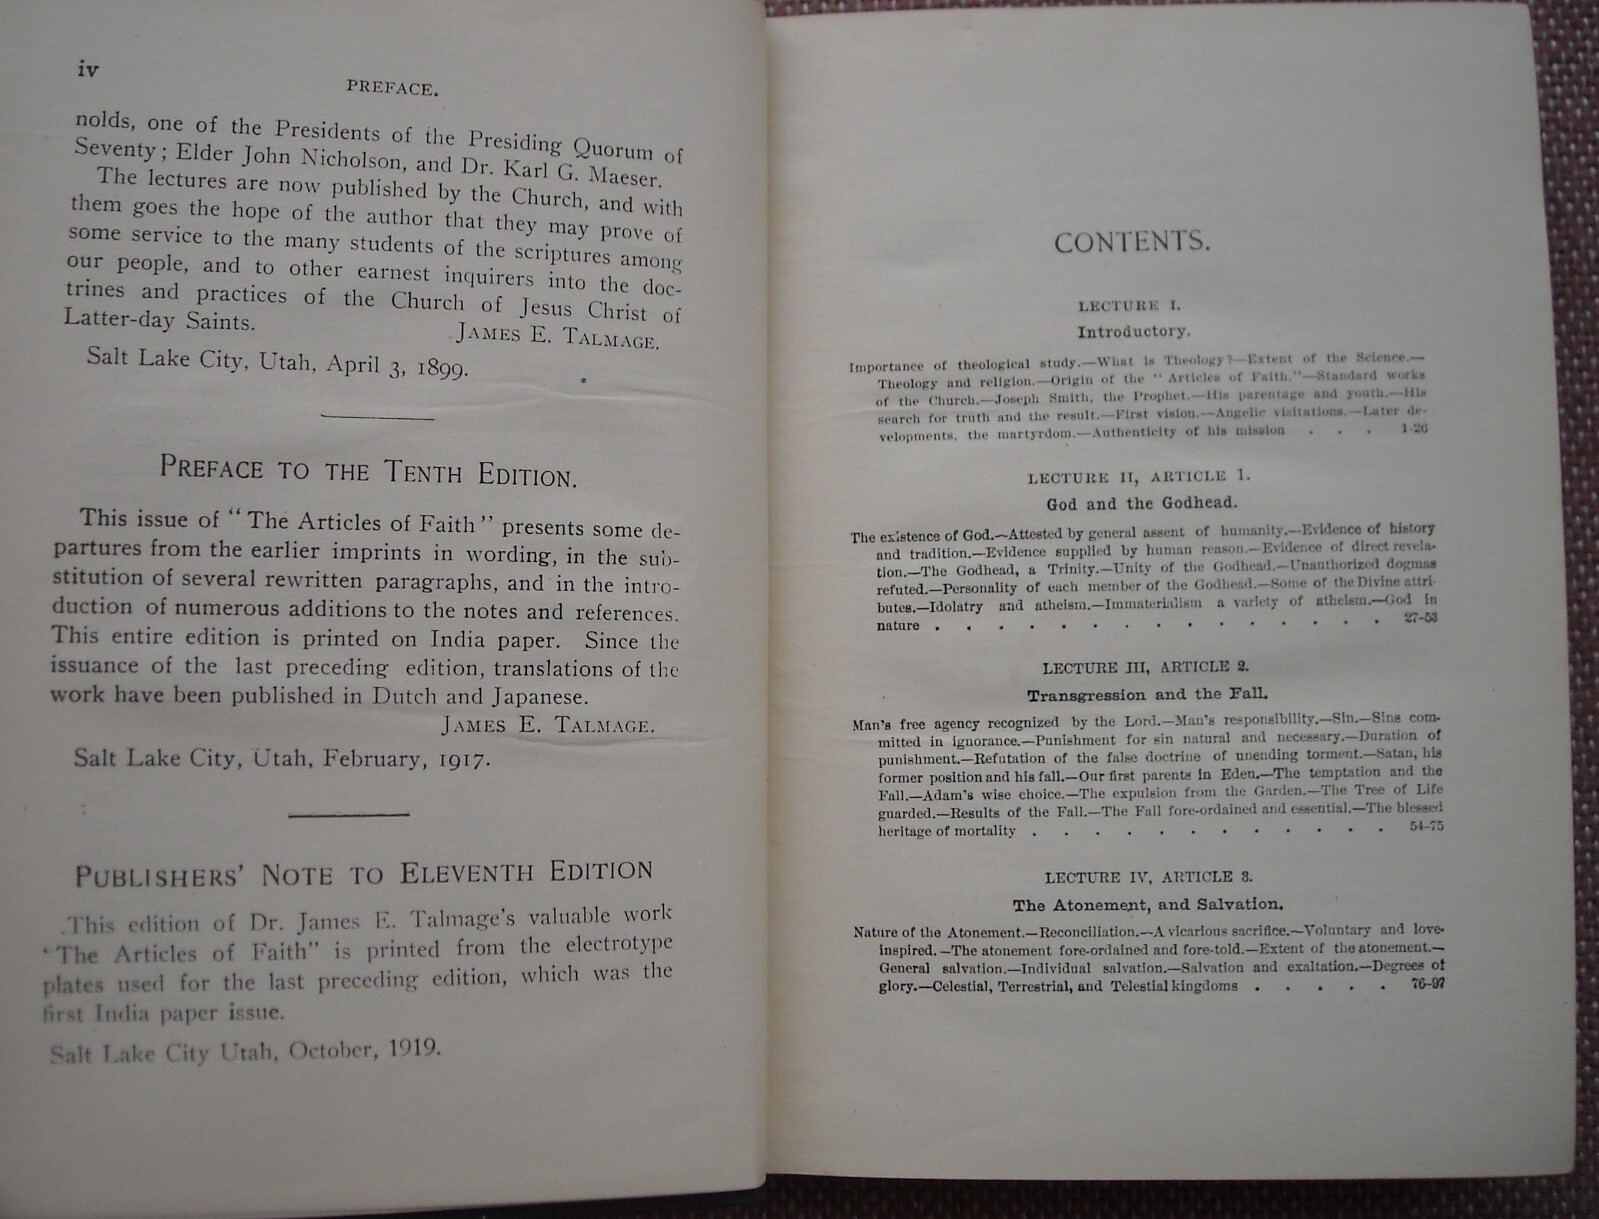 iv
PREFACE.
nolds, one of the Presidents of the Presiding Quorum of
Seventy; Elder John Nicholson, and Dr. Karl G. Maeser.
The lectures are now published by the Church, and with
them goes the hope of the author that they may prove of
some service to the many students of the scriptures among
our people, and to other earnest inquirers into the doc-
trines and practices of the Church of Jesus Christ of
Latter-day Saints. JAMES E. TALMAGE.
Salt Lake City, Utah, April 3, 1899.
PREFACE TO THE TENTH EDITION.
This issue of "The Articles of Faith" presents some de-
partures from the earlier imprints in wording, in the sub-
stitution of several rewritten paragraphs, and in the intro-
duction of numerous additions to the notes and references.
This entire edition is printed on India paper. Since the
issuance of the last preceding edition, translations of the
work have been published in Dutch and Japanese.
JAMES E. TALMAGE.
Salt Lake City, Utah, February, 1917.
PUBLISHERS' NOTE TO ELEVENTH EDITION
This edition of Dr. James E. Talmage's valuable work
"The Articles of Faith" is printed from the electrotype
plates used for the last preceding edition, which was the
first India paper issue.
Salt Lake City Utah, October, 1919.
CONTENTS.
LECTURE I.
Introductory.
Importance of theological study.—What is Theology?—Extent of the Science.—
Theology and religion.—Origin of the "Articles of Faith."—Standard works
of the Church.—Joseph Smith, the Prophet.—His parentage and youth.—His
search for truth and the result.—First vision.—Angelic visitations.—Later de-
velopments, the martyrdom.—Authenticity of his mission . . . 1-26
LECTURE II, ARTICLE 1.
God and the Godhead.
The existence of God.—Attested by general assent of humanity.—Evidence of history
and tradition.—Evidence supplied by human reason.—Evidence of direct revela-
tion.—The Godhead, a Trinity.—Unity of the Godhead.—Unauthorized dogmas
refuted.—Personality of each member of the Godhead.—Some of the Divine attri-
butes.—Idolatry and atheism.—Immaterialism a variety of atheism.—God in
nature . . . . . . . . . . . . . . . 27-53
LECTURE III, ARTICLE 2.
Transgression and the Fall.
Man's free agency recognized by the Lord.—Man's responsibility.—Sin.—Sins com-
mitted in ignorance.—Punishment for sin natural and necessary.—Duration of
punishment.—Refutation of the false doctrine of unending torment.—Satan, his
former position and his fall.—Our first parents in Eden.—The temptation and the
Fall.—Adam's wise choice.—The expulsion from the Garden.—The Tree of Life
guarded.—Results of the Fall.—The Fall fore-ordained and essential.—The blessed
heritage of mortality . . . . . . . . . . . . 54-75
LECTURE IV, ARTICLE 3.
The Atonement, and Salvation.
Nature of the Atonement.—Reconciliation.—A vicarious sacrifice.—Voluntary and love-
inspired.—The atonement fore-ordained and fore-told.—Extent of the atonement.—
General salvation.—Individual salvation.—Salvation and exaltation.—Degrees of
glory.—Celestial, Terrestrial, and Telestial kingdoms . . . . . 76-97